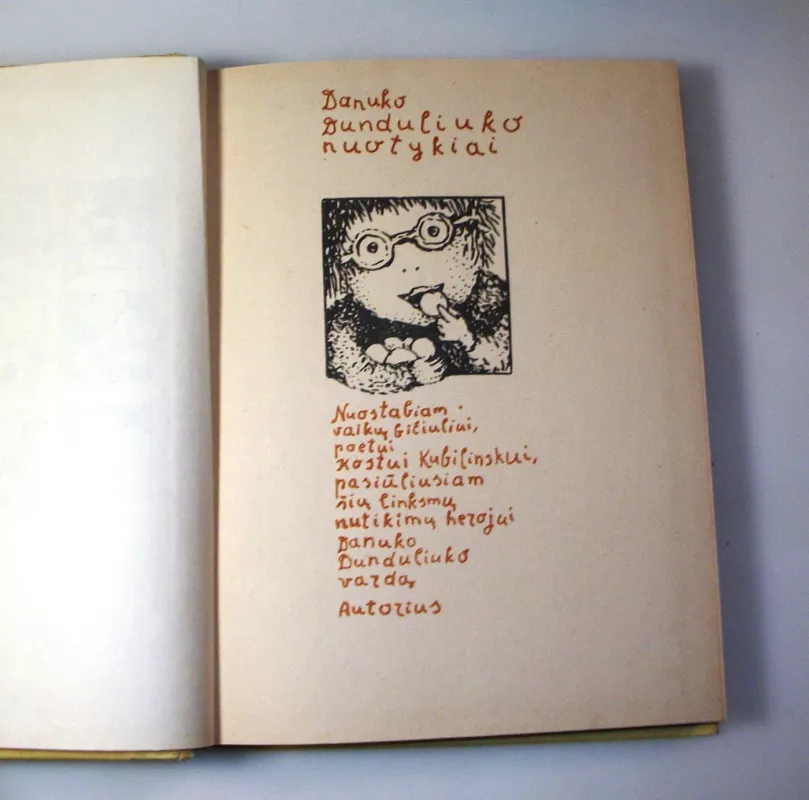 Danuko
Dunduliuko
nuotykiai
Nuostabiam
vaikų bičiuliui,
poetui
Kostui Kubilinskui,
pasiūliusiam
šių linksmų
nutikimų herojui
Danuko
Dunduliuko
vardą
Autorius